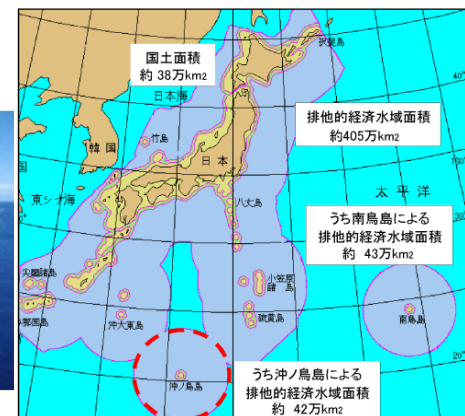 択捉島
国土面積
約 38万km2
日本海
40°
韓国
竹島
日本
排他的経済水域面積
約405万km2
東シナ海
八丈島
太平洋
30°
うち南鳥島による
排他的経済水域面積
約 43万km2
尖閣諸島
小笠原
諸島
与那国島
沖大東島
硫黄島
南鳥島
20°
沖ノ鳥島
うち沖ノ鳥島による
排他的経済水域面積
約 42万km2